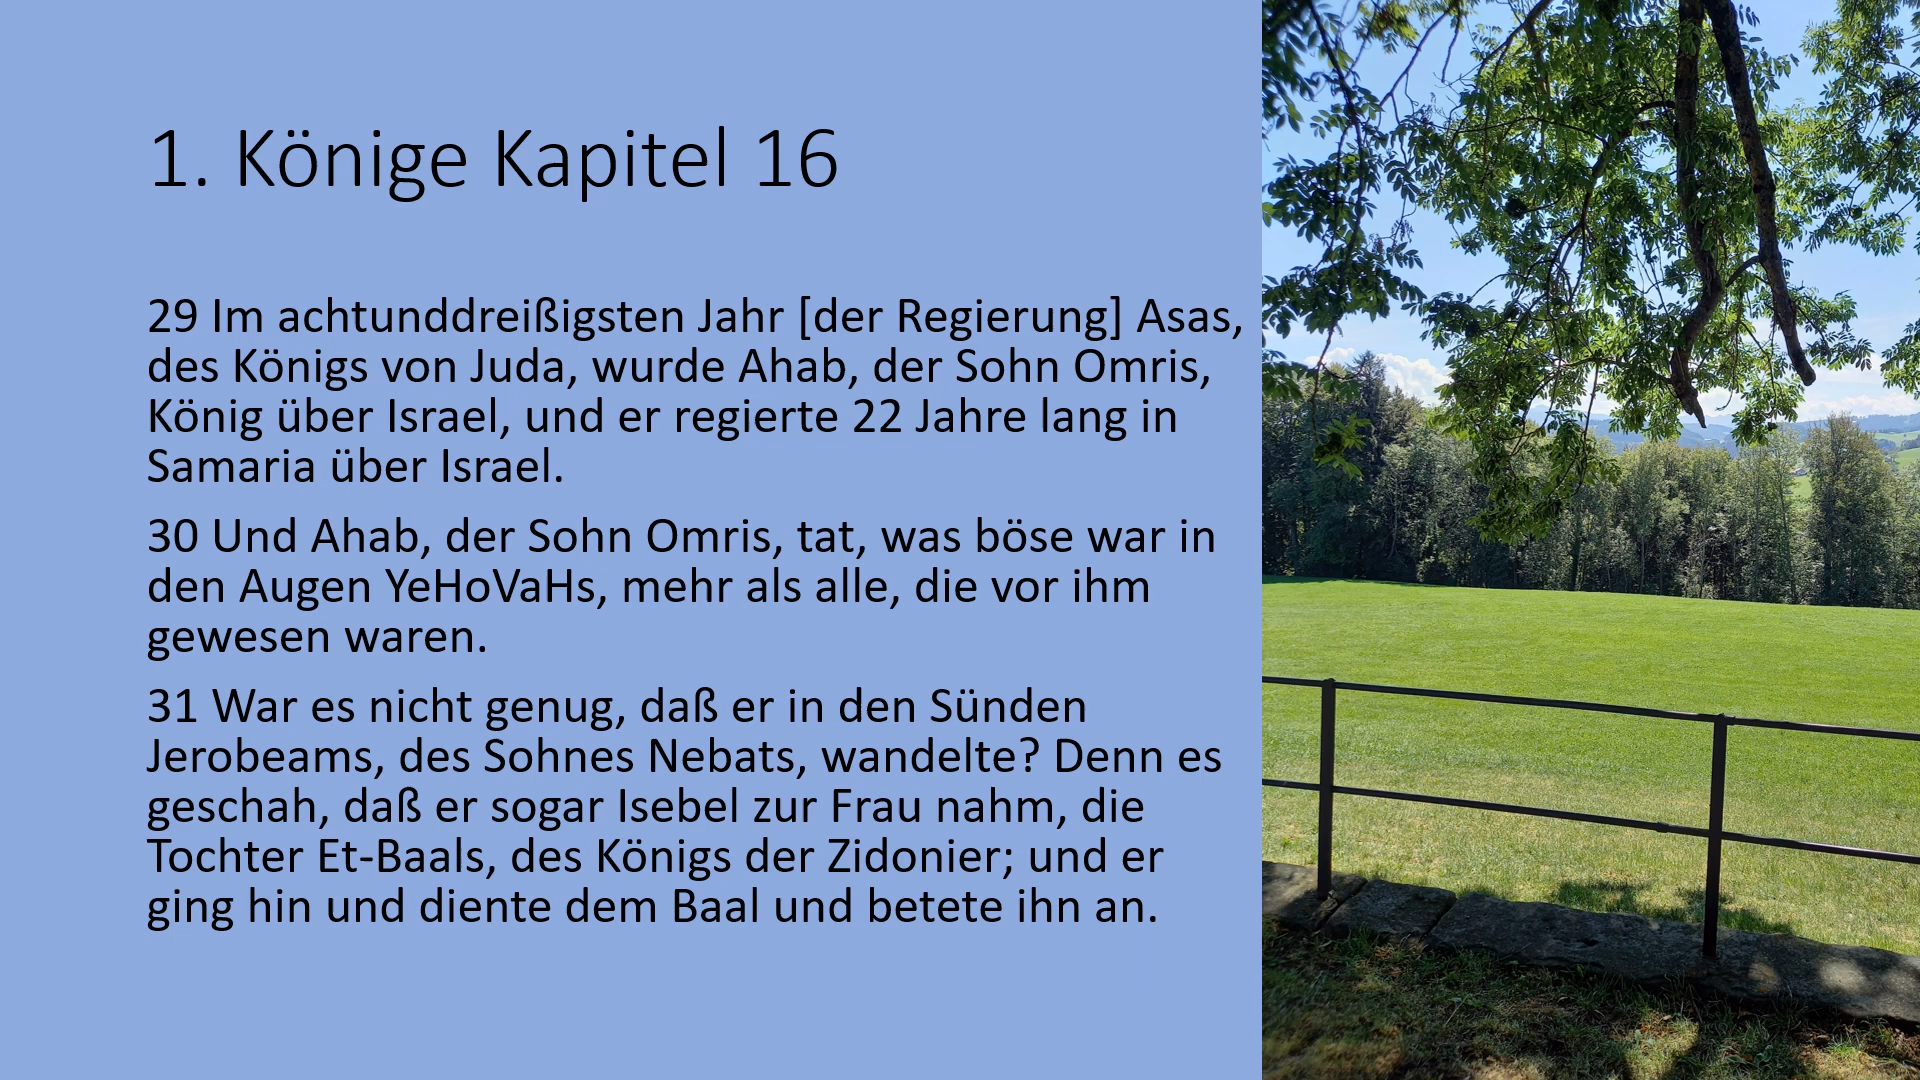 1. Könige Kapitel 16
29 Im achtunddreißigsten Jahr [der Regierung] Asas,
des Königs von Juda, wurde Ahab, der Sohn Omris,
König über Israel, und er regierte 22 Jahre lang in
Samaria über Israel.
30 Und Ahab, der Sohn Omris, tat, was böse war in
den Augen YeHoVaHs, mehr als alle, die vor ihm
gewesen waren.
31 War es nicht genug, daß er in den Sünden
Jerobeams, des Sohnes Nebats, wandelte? Denn es
geschah, daß er sogar Isebel zur Frau nahm, die
Tochter Et-Baals, des Königs der Zidonier; und er
ging hin und diente dem Baal und betete ihn an.